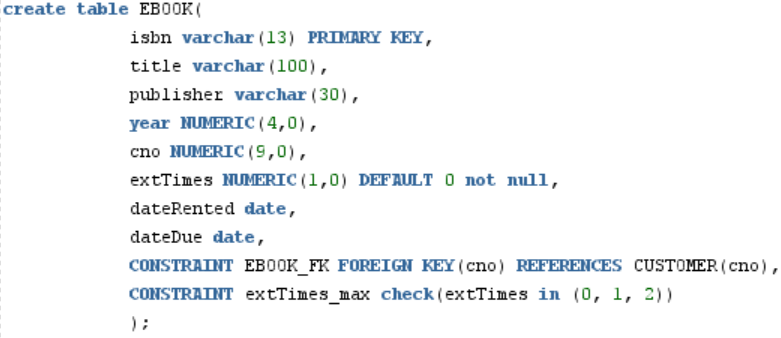 create table EBOOK(
isbn varchar(13) PRIMARY KEY,
title varchar(100),
publisher varchar(30),
year NUMERIC(4,0),
cno NUMERIC(9,0),
extTimes NUMERIC(1,0) DEFAULT 0 not null,
dateRented date,
dateDue date,
CONSTRAINT EBOOK_FK FOREIGN KEY(cno) REFERENCES CUSTOMER(cno),
CONSTRAINT extTimes_max check(extTimes in (0, 1, 2))
);